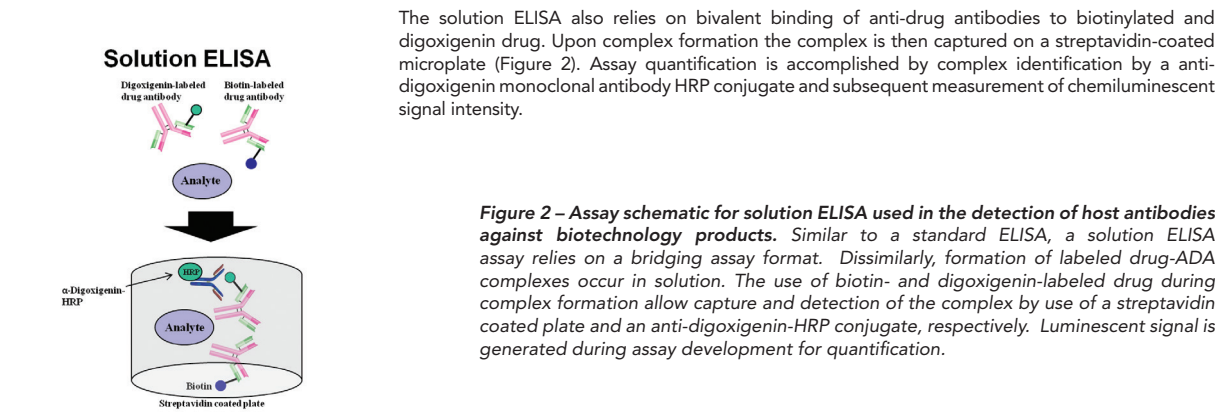 The solution ELISA also relies on bivalent binding of anti-drug antibodies to biotinylated and
digoxigenin drug. Upon complex formation the complex is then captured on a streptavidin-coated
microplate (Figure 2). Assay quantification is accomplished by complex identification by a anti-
digoxigenin monoclonal antibody HRP conjugate and subsequent measurement of chemiluminescent
signal intensity.
Solution ELISA
Digoxigenin-labeled
drug antibody
Biotin-labeled
drug antibody
Analyte
HRP
α-Digoxigenin-
HRP
Analyte
Biotin
Streptavidin coated plate
Figure 2 – Assay schematic for solution ELISA used in the detection of host antibodies
against biotechnology products. Similar to a standard ELISA, a solution ELISA
assay relies on a bridging assay format. Dissimilarly, formation of labeled drug-ADA
complexes occur in solution. The use of biotin- and digoxigenin-labeled drug during
complex formation allow capture and detection of the complex by use of a streptavidin
coated plate and an anti-digoxigenin-HRP conjugate, respectively. Luminescent signal is
generated during assay development for quantification.